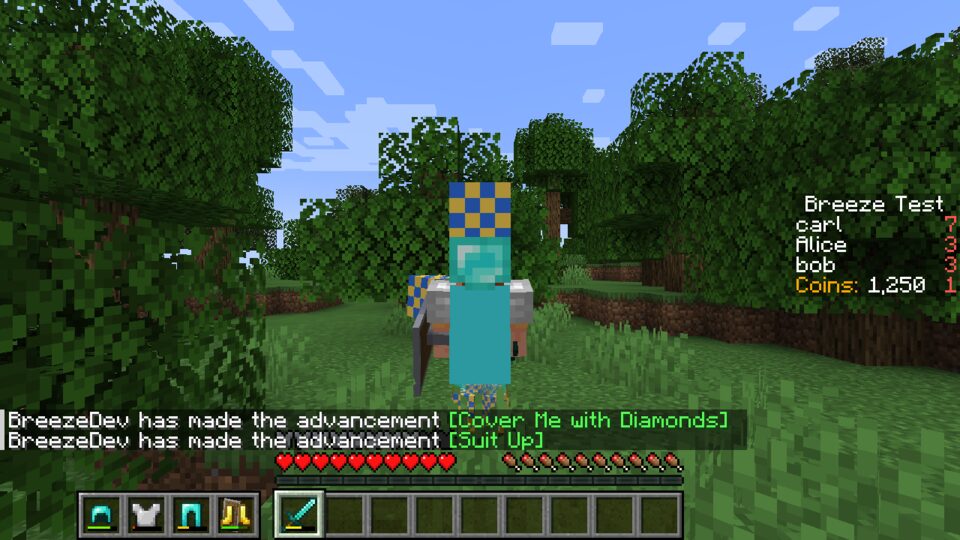 Breeze Test
carl 7
Alice 3
bob 3
Coins: 1,250 1
BreezeDev has made the advancement [Cover Me with Diamonds]
BreezeDev has made the advancement [Suit Up]